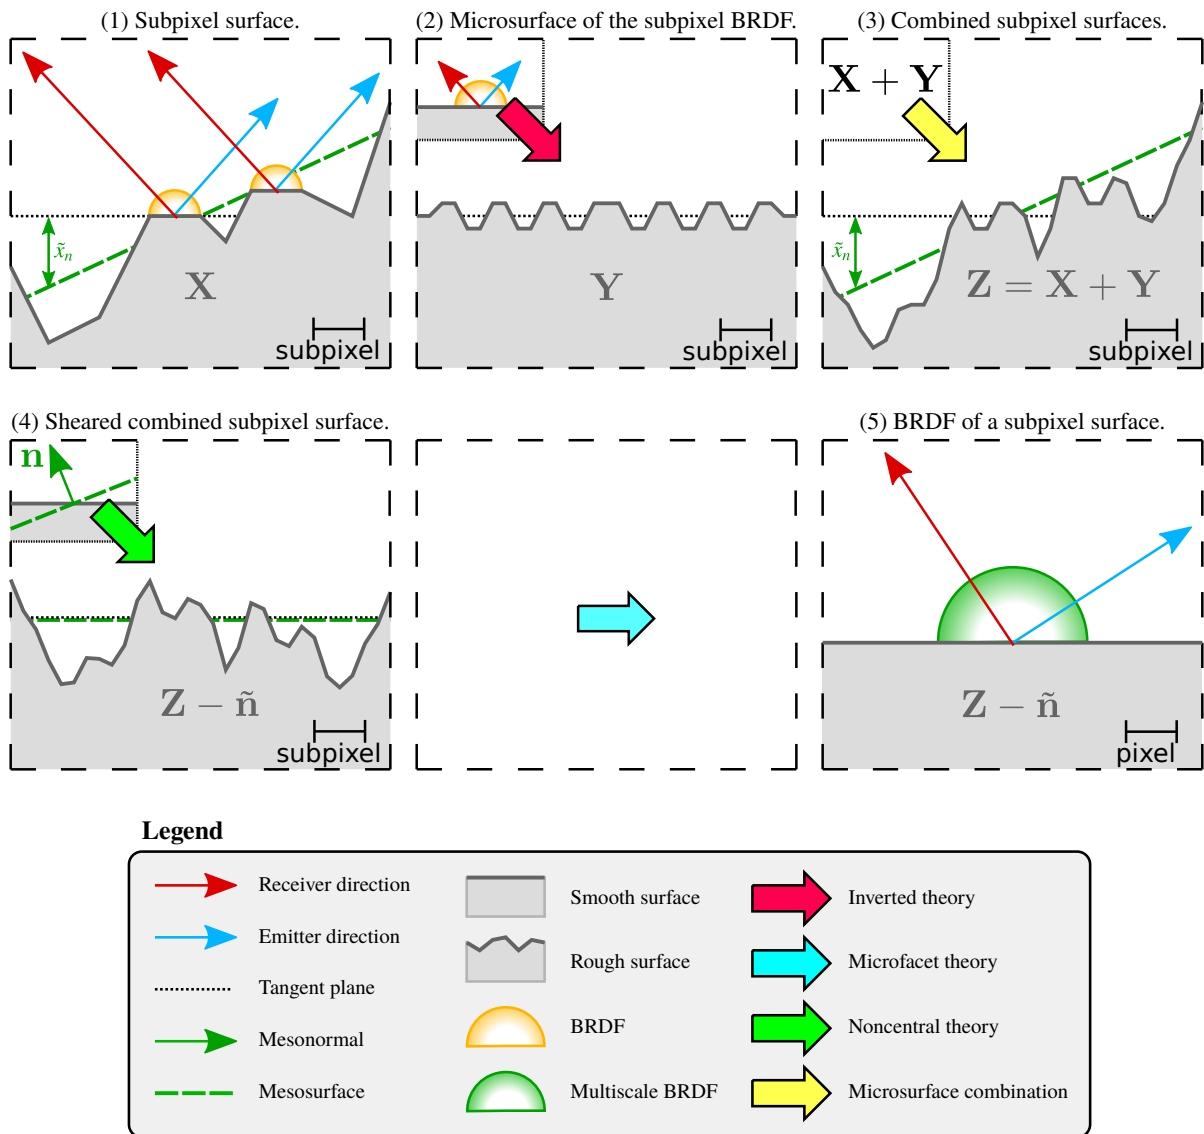 (1) Subpixel surface.
(2) Microsurface of the subpixel BRDF.
(3) Combined subpixel surfaces.
X + Y
x̃ₙ
X
subpixel
Y
subpixel
x̃ₙ
Z = X + Y
subpixel
(4) Sheared combined subpixel surface.
(5) BRDF of a subpixel surface.
n
Z − ñ
subpixel
Z − ñ
pixel
Legend
Receiver direction
Emitter direction
Tangent plane
Mesonormal
Mesosurface
Smooth surface
Rough surface
BRDF
Multiscale BRDF
Inverted theory
Microfacet theory
Noncentral theory
Microsurface combination